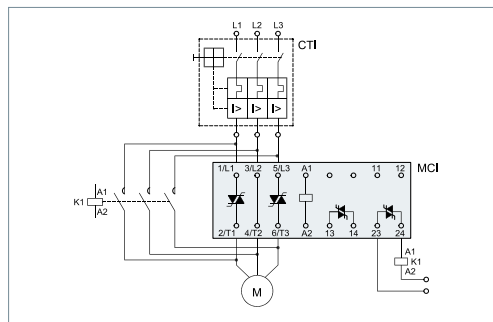 L1 L2 L3
CTI
I> I> I>
1/L1 3/L2 5/L3 A1 11 12
MCI
K1 A1
A2
2/T1 4/T2 6/T3 A2 13 14 23 24
A1
K1
A2
M